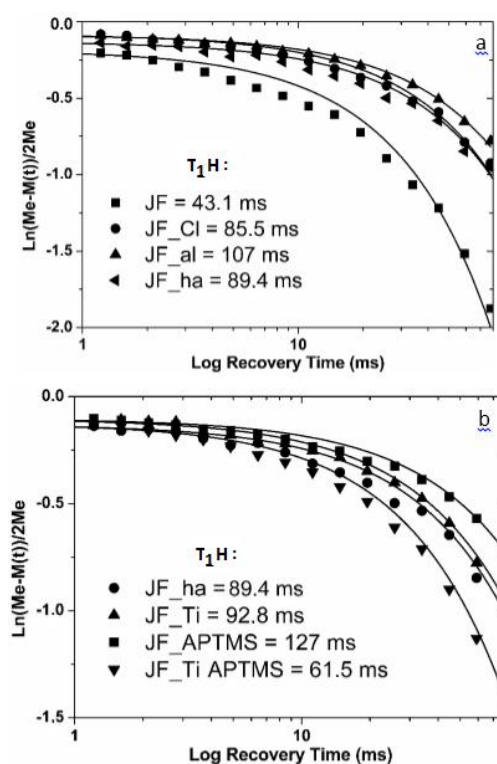 a
0.0
-0.5
-1.0
-1.5
-2.0
Ln(Me-M(t))/2Me
T1H:
JF = 43.1 ms
JF_Cl = 85.5 ms
JF_al = 107 ms
JF_ha = 89.4 ms
1
10
Log Recovery Time (ms)
b
0.0
-0.5
-1.0
-1.5
Ln(Me-M(t))/2Me
T1H:
JF_ha = 89.4 ms
JF_Ti = 92.8 ms
JF_APTMS = 127 ms
JF_Ti APTMS = 61.5 ms
1
10
Log Recovery Time (ms)